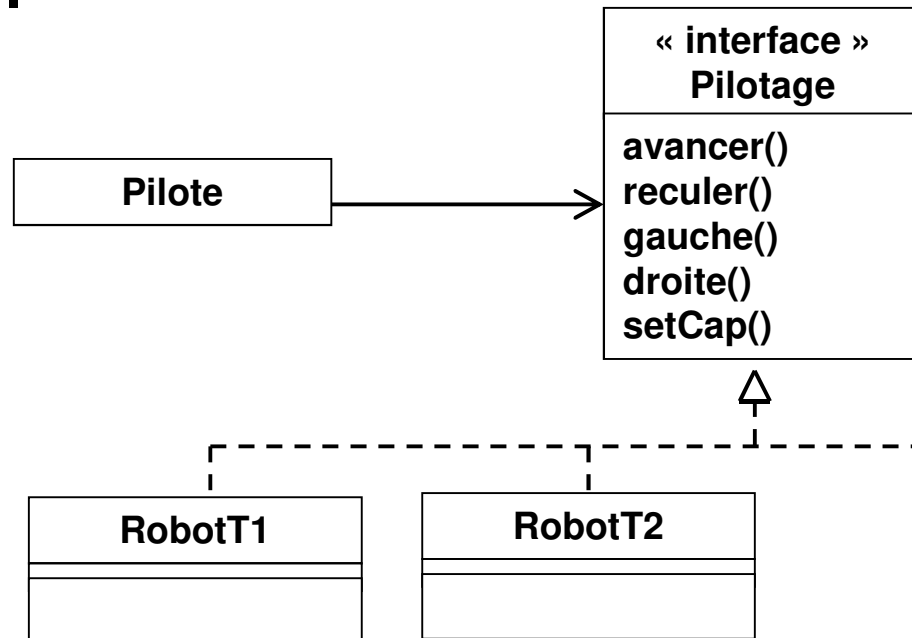 « interface »
Pilotage
avancer()
reculer()
gauche()
droite()
setCap()
Pilote
RobotT1
RobotT2